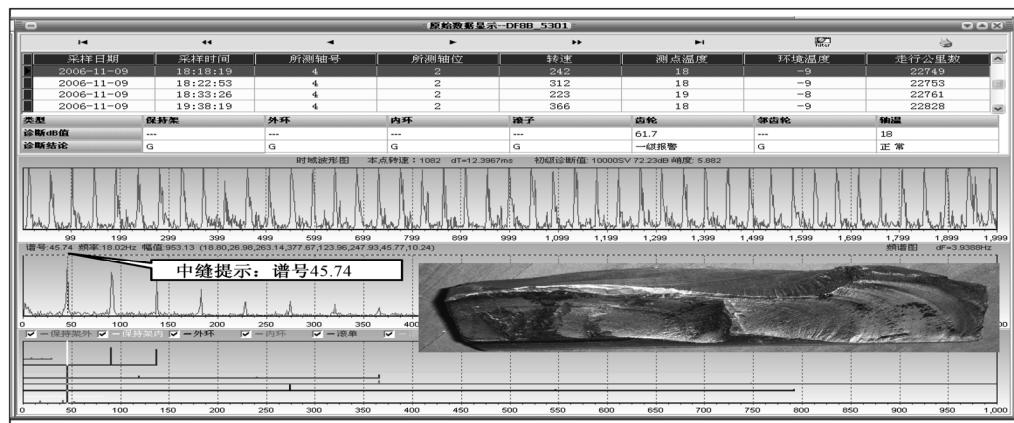 原始数据显示--DF8B_5301
采样日期 采样时间 所测轴号 所测轴位 转速 测点温度 环境温度 走行公里数
2006-11-09 18:18:19 4 2 242 18 -9 22749
2006-11-09 18:22:53 4 2 312 18 -9 22753
2006-11-09 18:33:26 4 2 223 19 -8 22761
2006-11-09 19:38:19 4 2 366 18 -9 22828
类型 保持架 外环 内环 滚子 齿轮 邻齿轮 轴温
诊断dB值 --- --- --- --- 61.7 --- 18
诊断结论 G G G G 一级报警 G 正常
时域波形图 本点转速：1082 dT=12.3967ms 初级诊断值: 10000SV 72.23dB 峭度: 5.882
99 199 299 399 499 599 699 799 899 999 1,099 1,199 1,299 1,399 1,499 1,599 1,699 1,799 1,899 1,999
谱号:45.74 频率:18.02Hz 幅值:953.13 (18.80,26.98,263.14,377.67,123.96,247.93,45.77,10.24) 频谱图 dF=3.9388Hz
中缝提示：谱号45.74
0 50 100 150 200 250 300 350 400
保持架外 保持架内 外环 内环 滚单
0 50 100 150 200 250 300 350 400 450 500 550 600 650 700 750 800 850 900 950 1,000